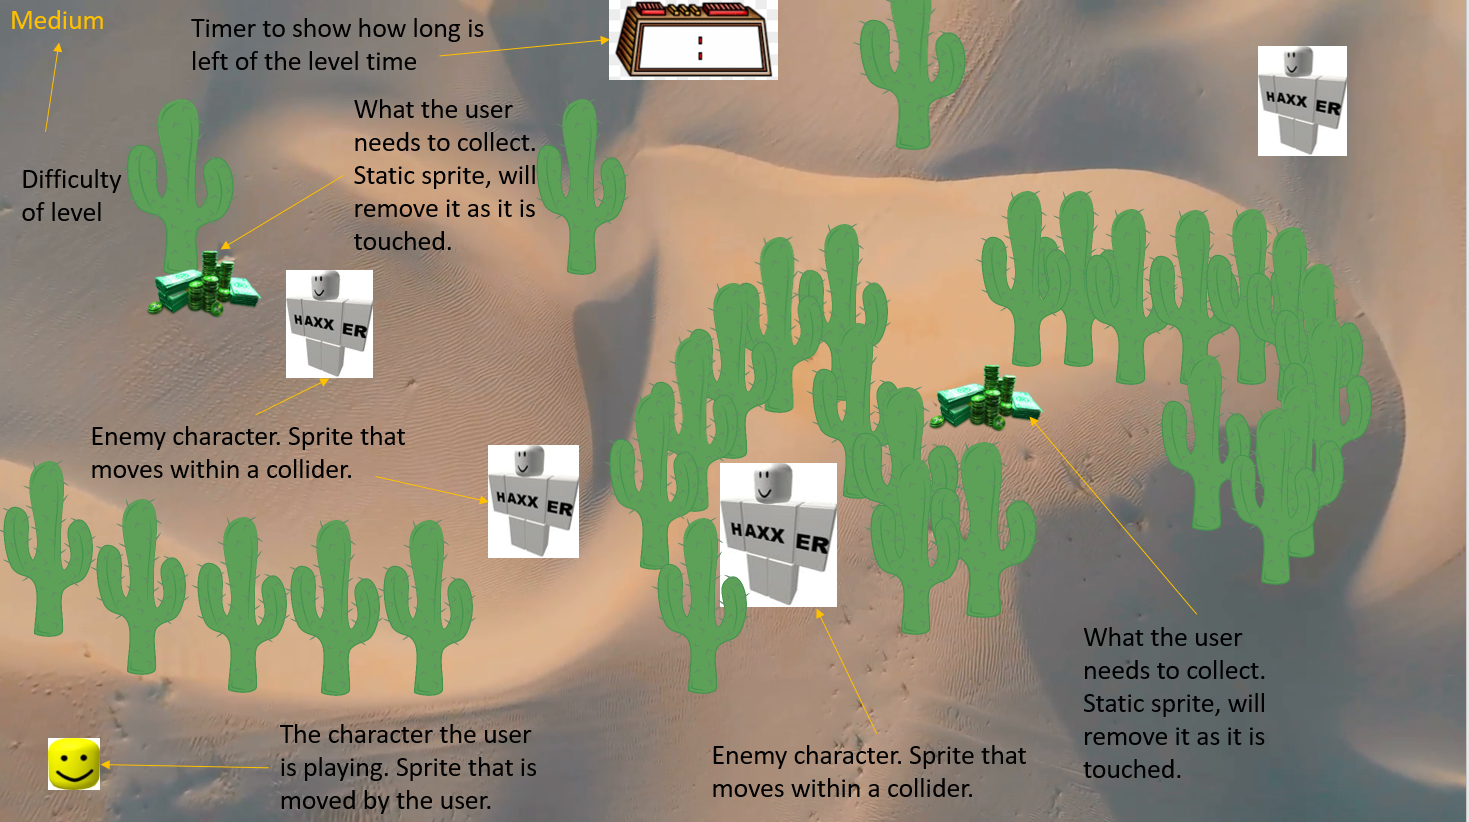 Medium
Timer to show how long is
left of the level time
What the user
needs to collect.
Static sprite, will
remove it as it is
touched.
Difficulty
of level
HAXX ER
HAXX ER
Enemy character. Sprite that
moves within a collider.
HAXX ER
HAXX ER
What the user
needs to collect.
Static sprite, will
remove it as it is
touched.
The character the user
is playing. Sprite that is
moved by the user.
Enemy character. Sprite that
moves within a collider.